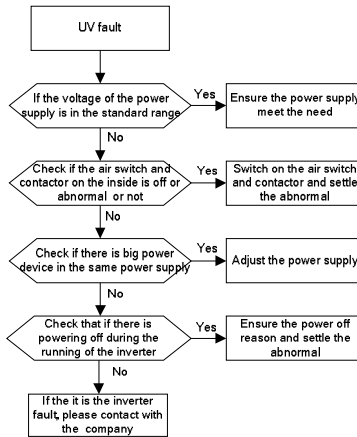 UV fault
If the voltage of the power
supply is in the standard range
Yes
Ensure the power supply
meet the need
No
Check if the air switch and
contactor on the inside is off or
abnormal or not
Yes
Switch on the air switch
and contactor and settle
the abnormal
No
Check if there is big power
device in the same power supply
Yes
Adjust the power supply
No
Check that if there is
powering off during the
running of the inverter
Yes
Ensure the power off
reason and settle the
abnormal
No
If the it is the inverter
fault, please contact with
the company